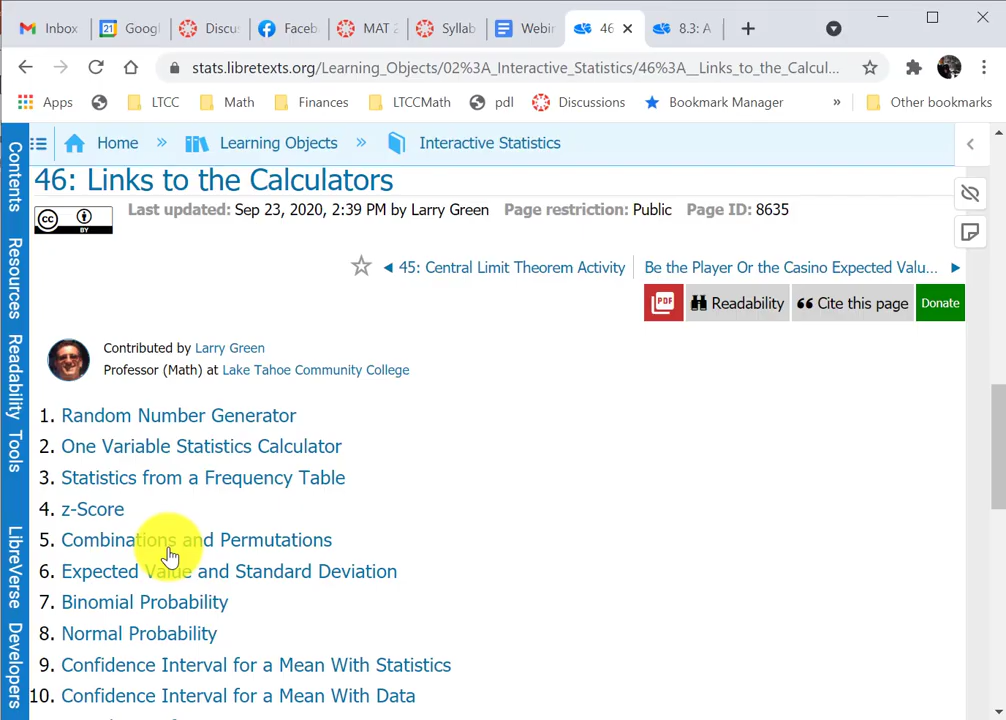 Inbox
Googl
Discu
Faceb
MAT 2
Syllab
Webin
46
8.3: A
stats.libretexts.org/Learning_Objects/02%3A_Interactive_Statistics/46%3A__Links_to_the_Calcul...
Apps
LTCC
Math
Finances
LTCCMath
pdl
Discussions
Bookmark Manager
»
Other bookmarks
Contents
Resources
Readability
Tools
LibreVerse
Developers
Home » Learning Objects » Interactive Statistics
46: Links to the Calculators
cc BY
Last updated: Sep 23, 2020, 2:39 PM by Larry Green Page restriction: Public Page ID: 8635
◄ 45: Central Limit Theorem Activity | Be the Player Or the Casino Expected Valu... ►
PDF
Readability
Cite this page
Donate
Contributed by Larry Green
Professor (Math) at Lake Tahoe Community College
1. Random Number Generator
2. One Variable Statistics Calculator
3. Statistics from a Frequency Table
4. z-Score
5. Combinations and Permutations
6. Expected Value and Standard Deviation
7. Binomial Probability
8. Normal Probability
9. Confidence Interval for a Mean With Statistics
10. Confidence Interval for a Mean With Data